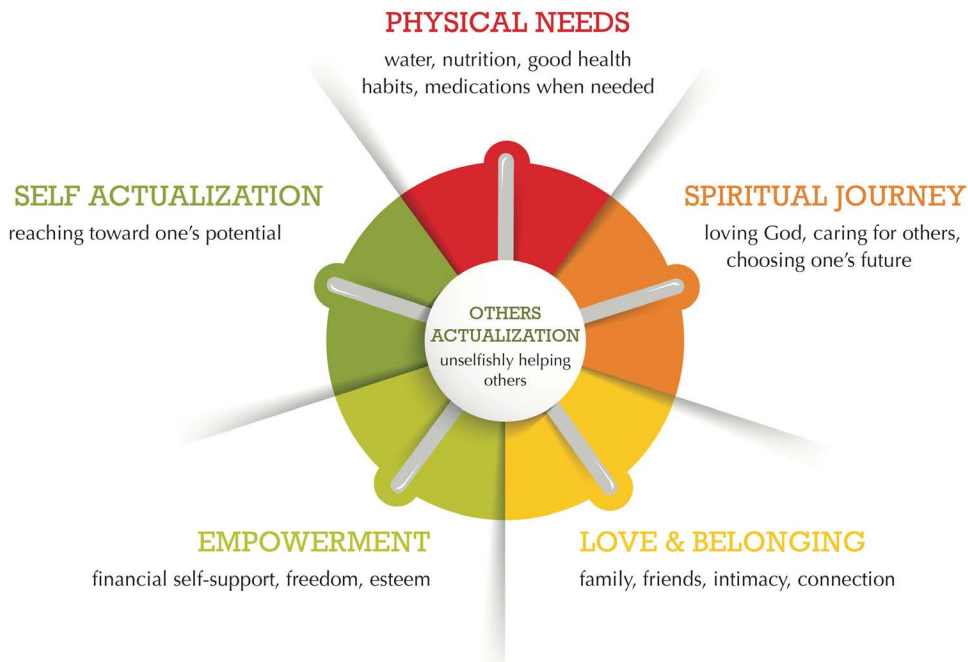 PHYSICAL NEEDS
water, nutrition, good health
habits, medications when needed
SELF ACTUALIZATION
reaching toward one’s potential
SPIRITUAL JOURNEY
loving God, caring for others,
choosing one’s future
OTHERS
ACTUALIZATION
unselfishly helping
others
EMPOWERMENT
financial self-support, freedom, esteem
LOVE & BELONGING
family, friends, intimacy, connection